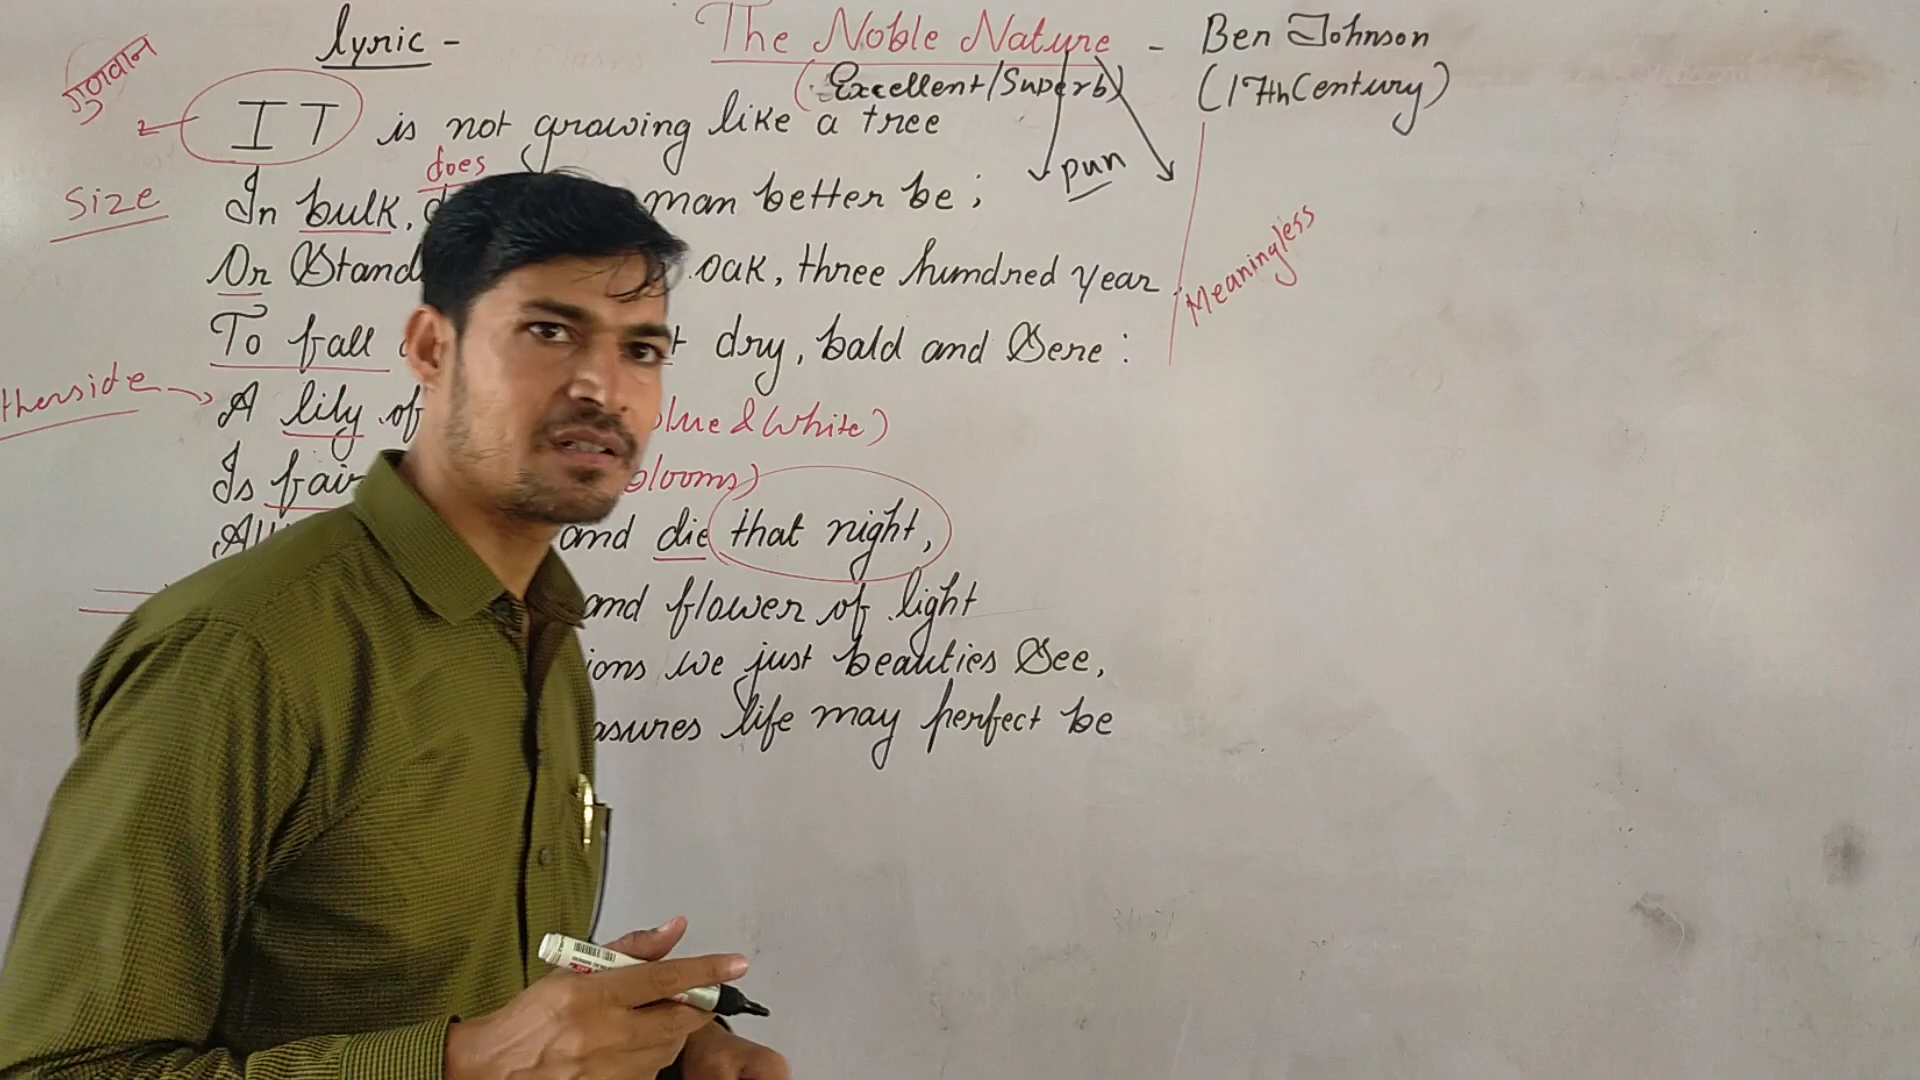 lyric - The Noble Nature - Ben Johnson
गुणवान (Excellent/Superb) (17th Century)
IT is not growing like a tree
does pun
Size In bulk, man better be;
Or Stand oak, three hundred year
Meaningless
To fall dry, bald and Sere:
therside A lily of blue & White)
Is fair blooms)
All and die that night,
and flower of light
ions we just beauties See,
asures life may perfect be